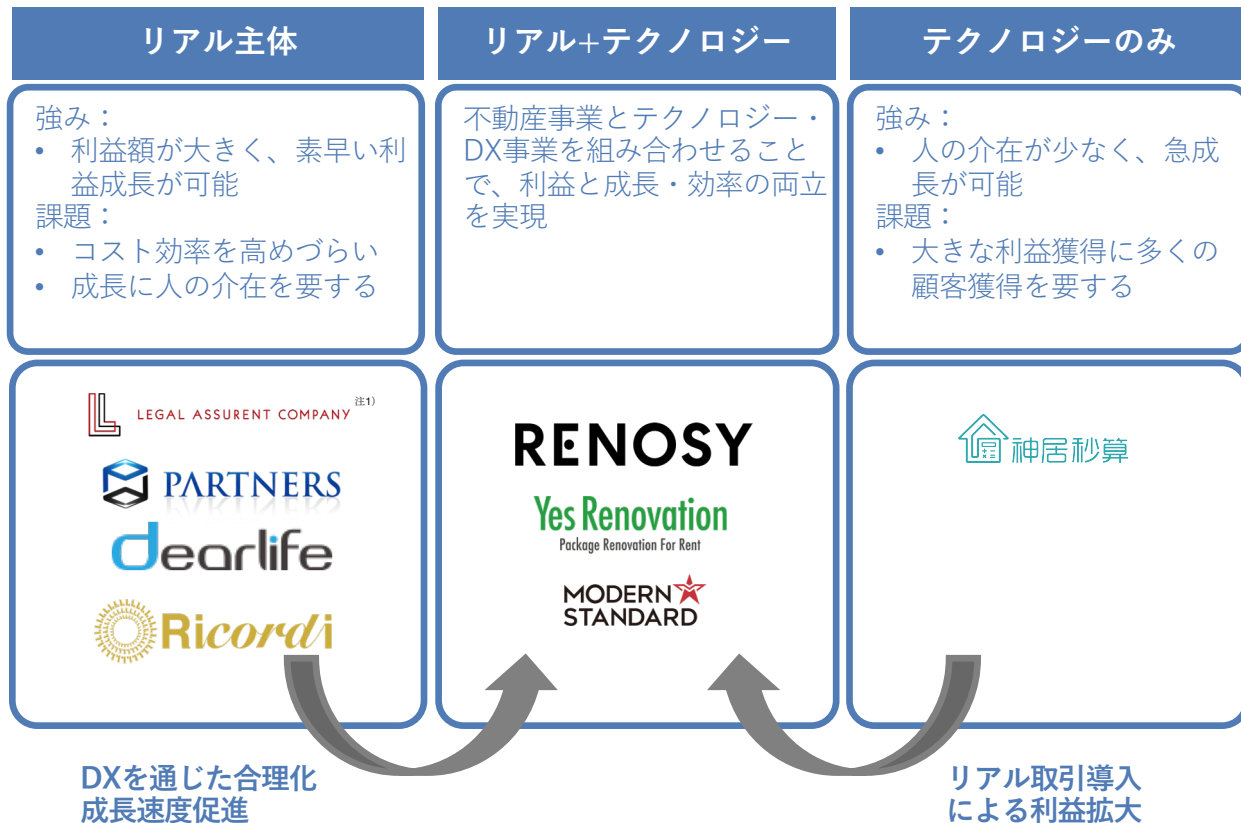 リアル主体
強み：
• 利益額が大きく、素早い利
益成長が可能
課題：
• コスト効率を高めづらい
• 成長に人の介在を要する
LEGAL ASSURENT COMPANY 注1)
PARTNERS
dearlife
Ricordi
DXを通じた合理化
成長速度促進
リアル+テクノロジー
不動産事業とテクノロジー・
DX事業を組み合わせること
で、利益と成長・効率の両立
を実現
RENOSY
Yes Renovation
Package Renovation For Rent
MODERN
STANDARD
テクノロジーのみ
強み：
• 人の介在が少なく、急成
長が可能
課題：
• 大きな利益獲得に多くの
顧客獲得を要する
神居秒算
リアル取引導入
による利益拡大